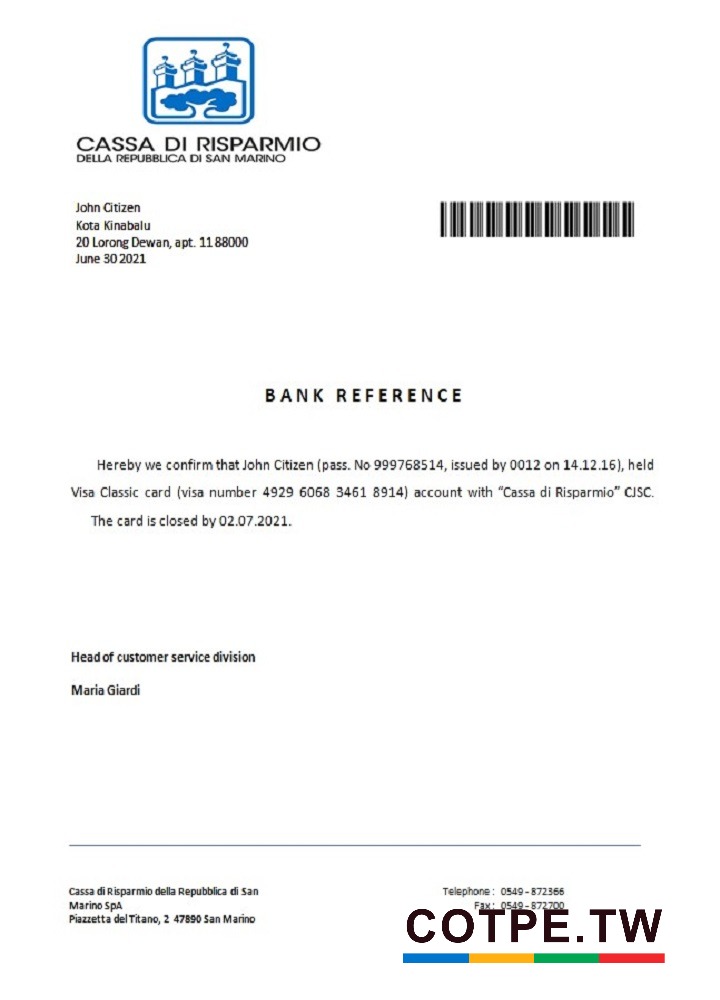 CASSA DI RISPARMIO
DELLA REPUBBLICA DI SAN MARINO
John Citizen
Kota Kinabalu
20 Lorong Dewan, apt. 11 88000
June 30 2021
BANK REFERENCE
Hereby we confirm that John Citizen (pass. No 999768514, issued by 0012 on 14.12.16), held
Visa Classic card (visa number 4929 6068 3461 8914) account with “Cassa di Risparmio” CJSC.
The card is closed by 02.07.2021.
Head of customer service division
Maria Giardi
Cassa di Risparmio della Repubblica di San
Marino SpA
Piazzetta del Titano, 2 47890 San Marino
Telephone : 0549 - 872366
Fax : 0549 - 872700
COTPE.TW